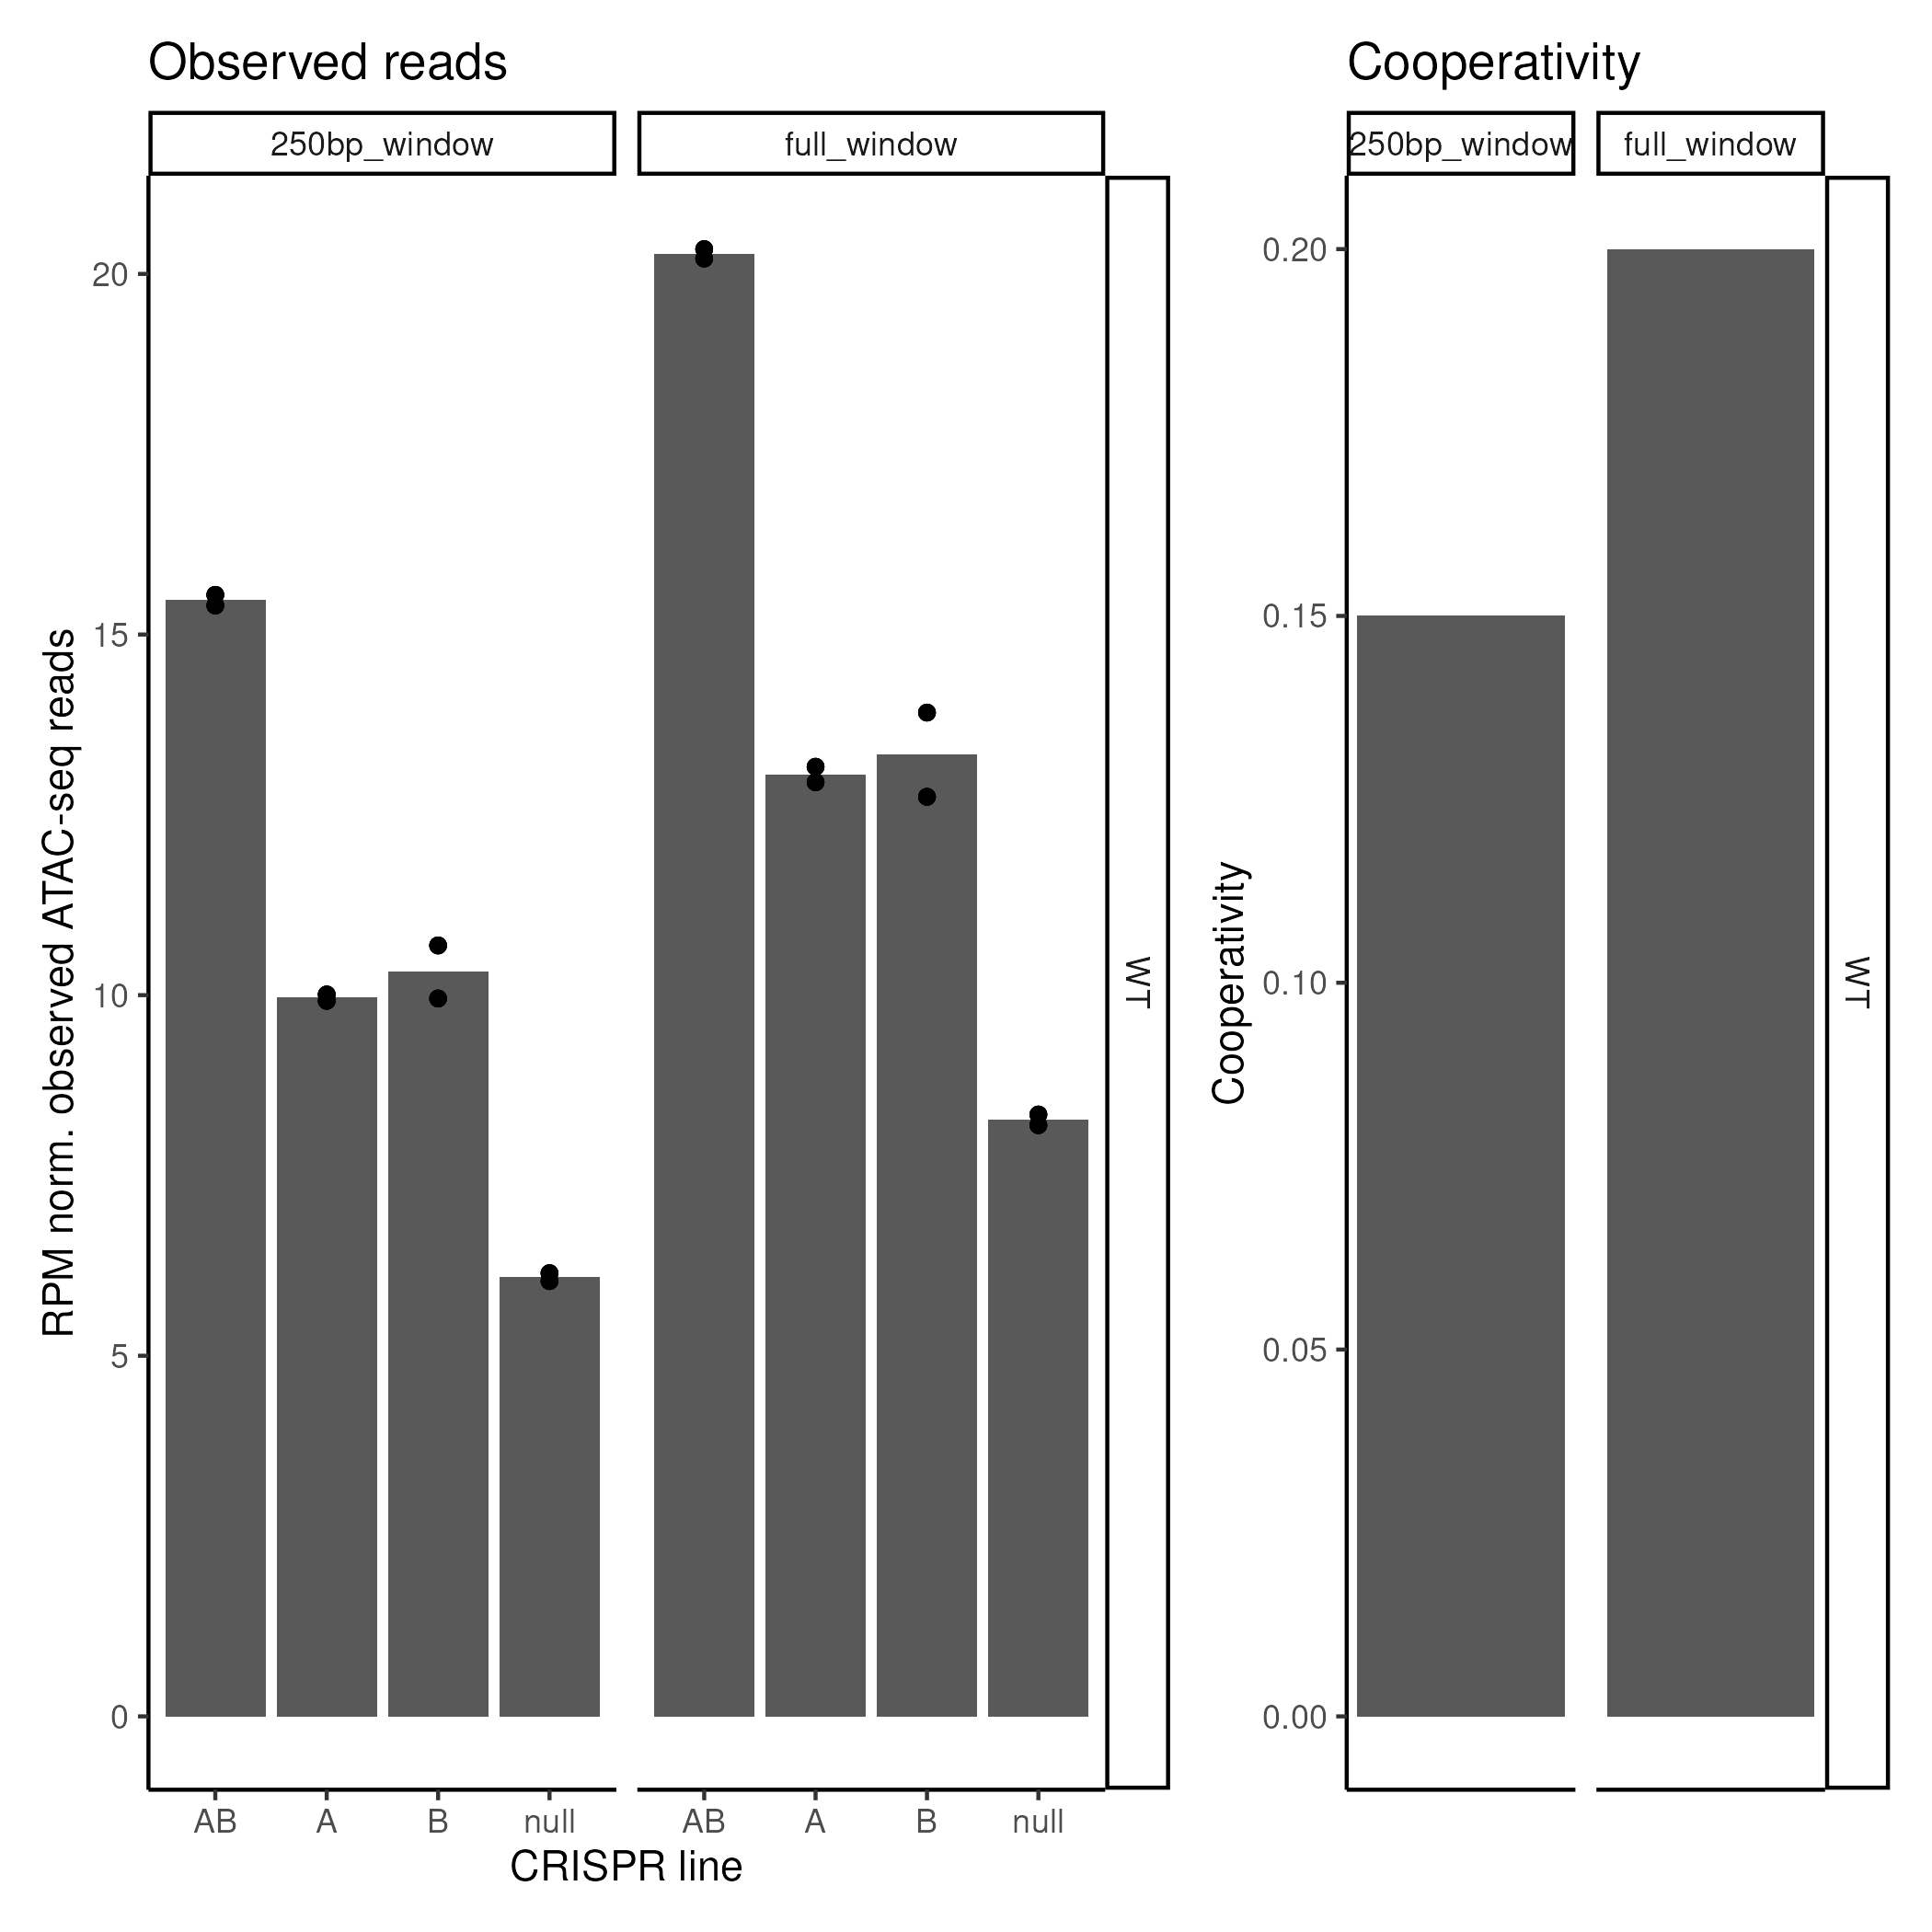 Observed reads
250bp_window
full_window
RPM norm. observed ATAC-seq reads
20
15
10
5
0
AB
A
B
null
AB
A
B
null
CRISPR line
WT
Cooperativity
250bp_window
full_window
Cooperativity
0.20
0.15
0.10
0.05
0.00
WT